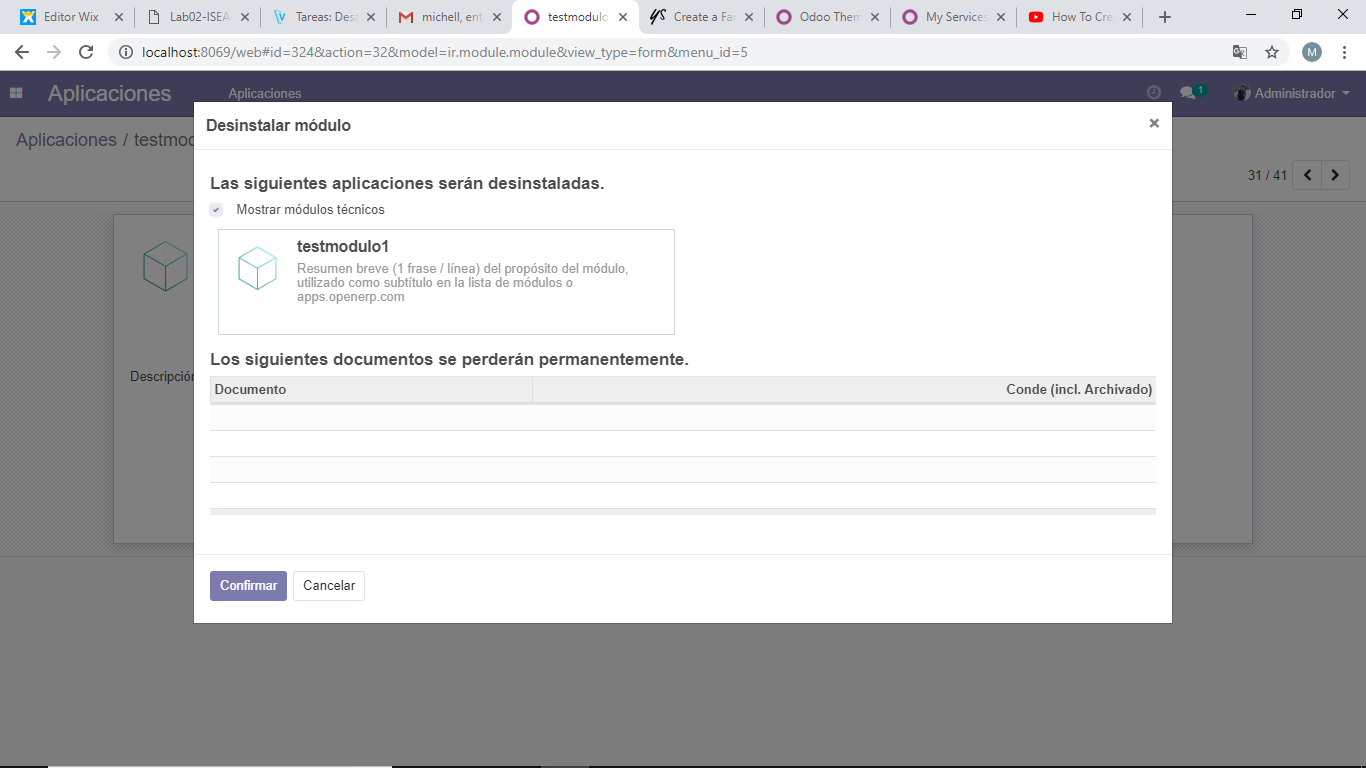 Editor Wix
Lab02-ISEA
Tareas: Desa
michell, ent
testmodulo
Create a Fa
Odoo Them
My Services
How To Cre
localhost:8069/web#id=324&action=32&model=ir.module.module&view_type=form&menu_id=5
M
Aplicaciones
Aplicaciones
1
Administrador
Desinstalar módulo
Aplicaciones / testmod
31 / 41
Las siguientes aplicaciones serán desinstaladas.
Mostrar módulos técnicos
testmodulo1
Resumen breve (1 frase / línea) del propósito del módulo,
utilizado como subtítulo en la lista de módulos o
apps.openerp.com
Los siguientes documentos se perderán permanentemente.
Descripción
Documento
Conde (incl. Archivado)
Confirmar
Cancelar